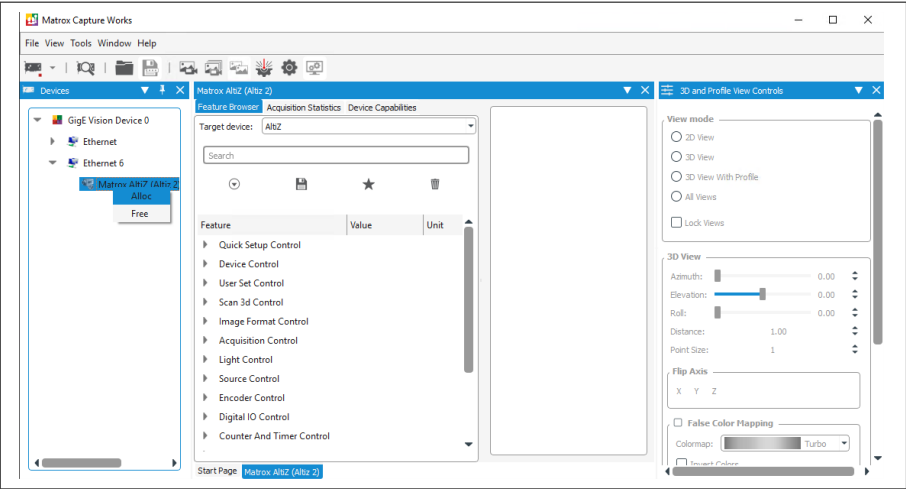 Matrox Capture Works
File View Tools Window Help
Devices
GigE Vision Device 0
Ethernet
Ethernet 6
Matrox AltiZ (Altiz 2)
Alloc
Free
Matrox AltiZ (Altiz 2)
Feature Browser Acquisition Statistics Device Capabilities
Target device: AltiZ
Search
Feature Value Unit
Quick Setup Control
Device Control
User Set Control
Scan 3d Control
Image Format Control
Acquisition Control
Light Control
Source Control
Encoder Control
Digital IO Control
Counter And Timer Control
Start Page Matrox AltiZ (Altiz 2)
3D and Profile View Controls
View mode
2D View
3D View
3D View With Profile
All Views
Lock Views
3D View
Azimuth: 0.00
Elevation: 0.00
Roll: 0.00
Distance: 1.00
Point Size: 1
Flip Axis
X Y Z
False Color Mapping
Colormap: Turbo
Invert Colors